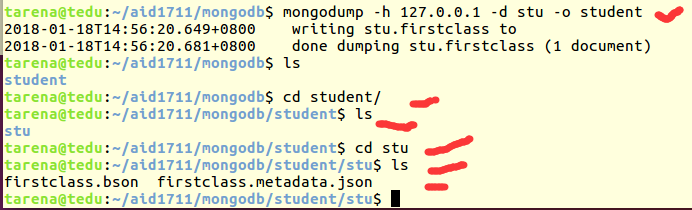 tarena@tedu:~/aid1711/mongodb$ mongodump -h 127.0.0.1 -d stu -o student
2018-01-18T14:56:20.649+0800    writing stu.firstclass to
2018-01-18T14:56:20.681+0800    done dumping stu.firstclass (1 document)
tarena@tedu:~/aid1711/mongodb$ ls
student
tarena@tedu:~/aid1711/mongodb$ cd student/
tarena@tedu:~/aid1711/mongodb/student$ ls
stu
tarena@tedu:~/aid1711/mongodb/student$ cd stu
tarena@tedu:~/aid1711/mongodb/student/stu$ ls
firstclass.bson  firstclass.metadata.json
tarena@tedu:~/aid1711/mongodb/student/stu$